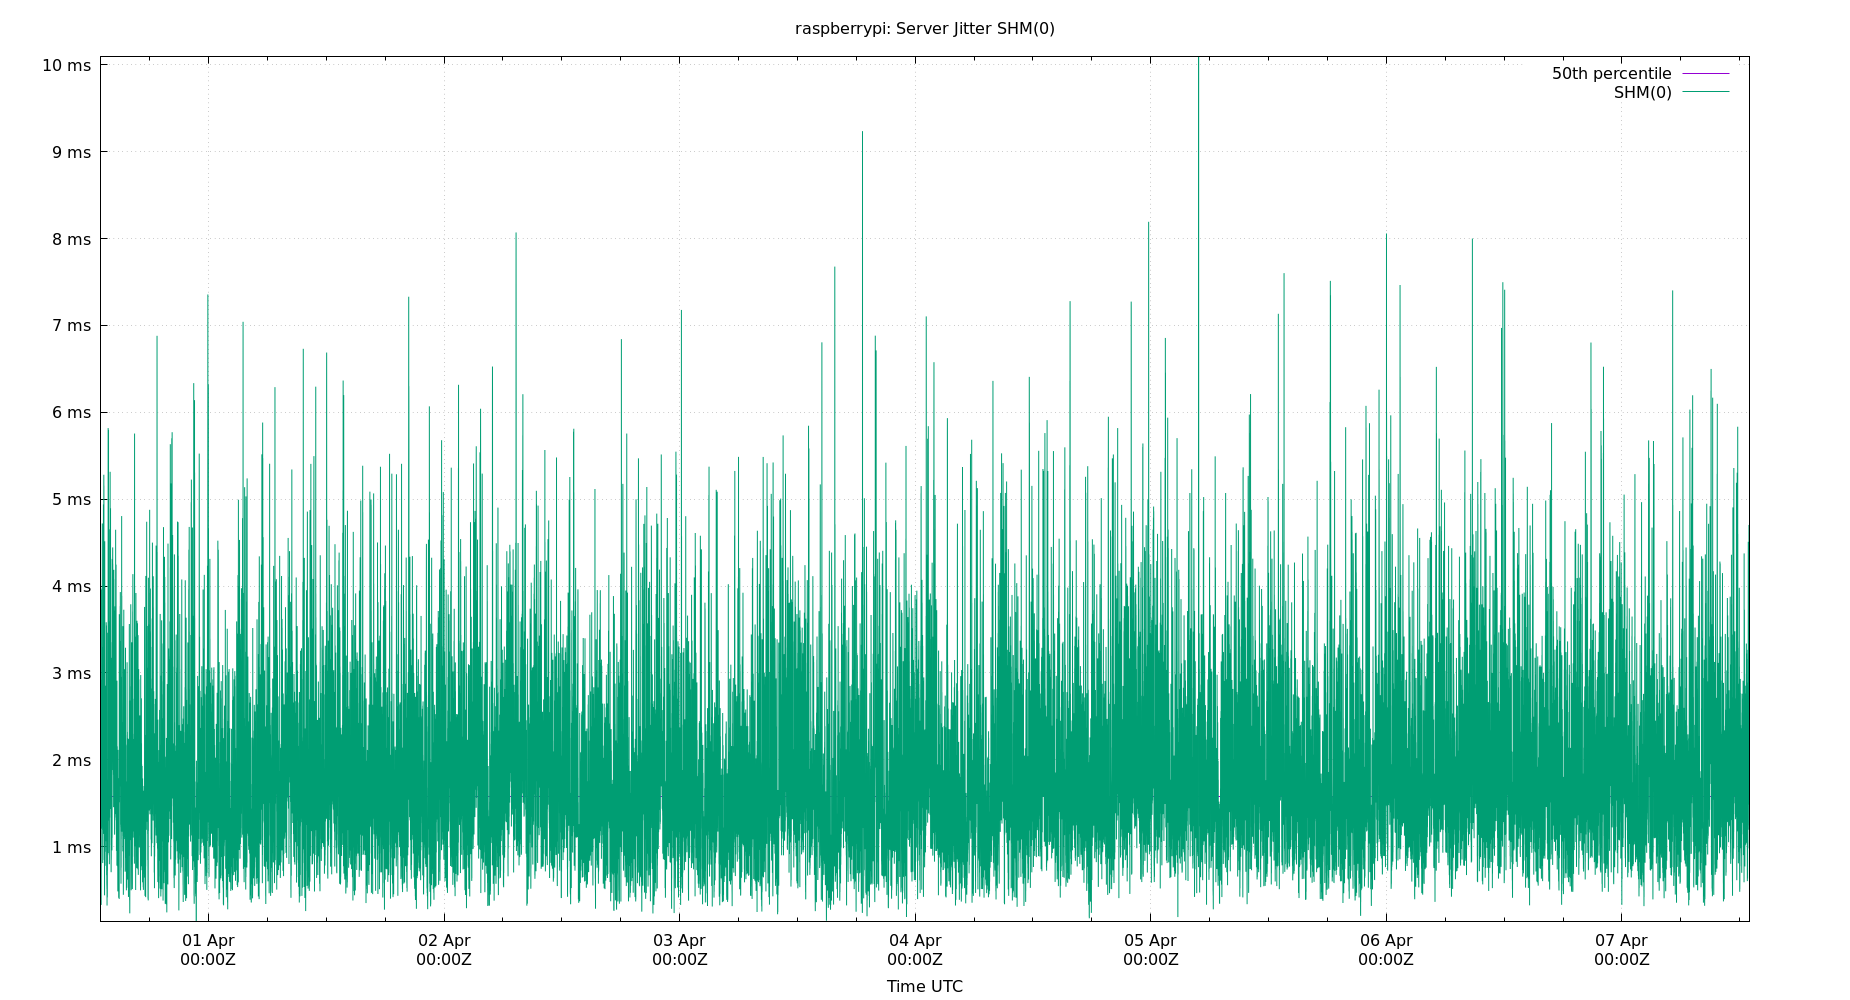 raspberrypi: Server Jitter SHM(0)
10 ms
9 ms
8 ms
7 ms
6 ms
5 ms
4 ms
3 ms
2 ms
1 ms
50th percentile
SHM(0)
01 Apr 02 Apr 03 Apr 04 Apr 05 Apr 06 Apr 07 Apr
00:00Z 00:00Z 00:00Z 00:00Z 00:00Z 00:00Z 00:00Z
Time UTC